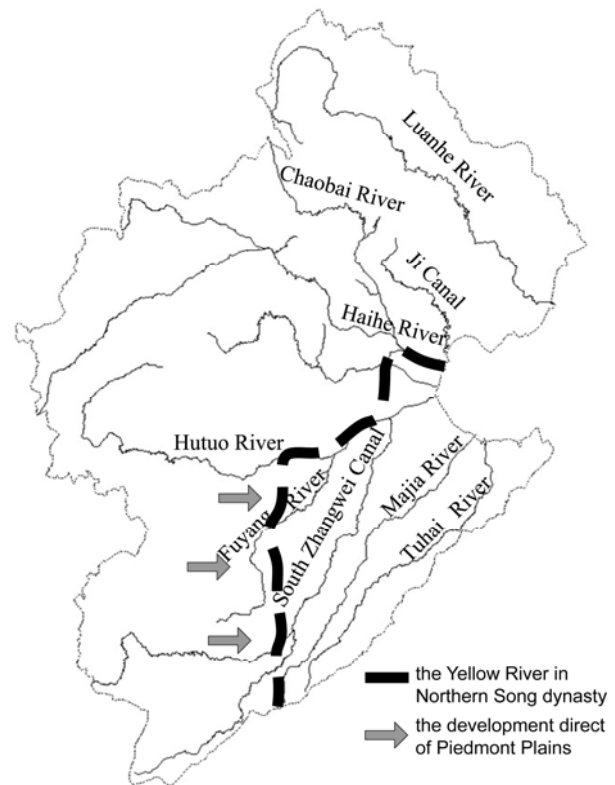 Luanhe River
Chaobai River
Ji Canal
Haihe River
Hutuo River
Fuyang River
South Zhangwei Canal
Majia River
Tuhai River
the Yellow River in
Northern Song dynasty
the development direct
of Piedmont Plains